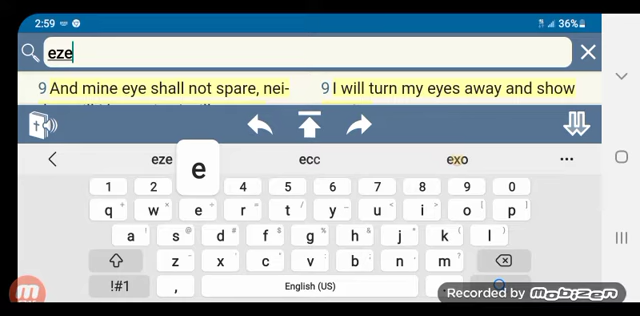 2:59
36%
eze
9 And mine eye shall not spare, nei-
9 I will turn my eyes away and show
eze
ecc
exo
e
1 2 4 5 6 7 8 9 0
q w e r t y u i o p
a s d f g h j k l
z x c v b n m
!#1 , English (US) .
Recorded by MOBIZEN